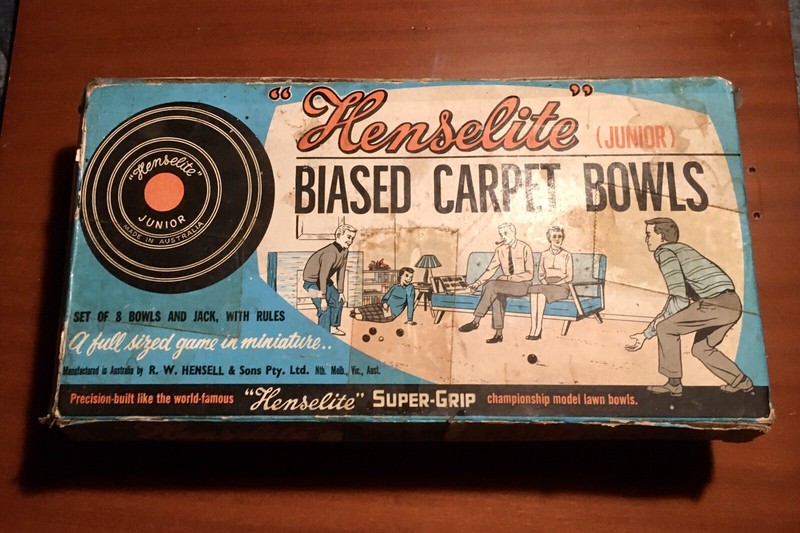 "Henselite" (JUNIOR)
BIASED CARPET BOWLS
"Henselite"
JUNIOR
MADE IN AUSTRALIA
SET OF 8 BOWLS AND JACK, WITH RULES
A full sized game in miniature..
Manufactured in Australia by R. W. HENSELL & Sons Pty. Ltd. Nth. Melb., Vic., Aust.
Precision-built like the world-famous "Henselite" SUPER-GRIP championship model lawn bowls.